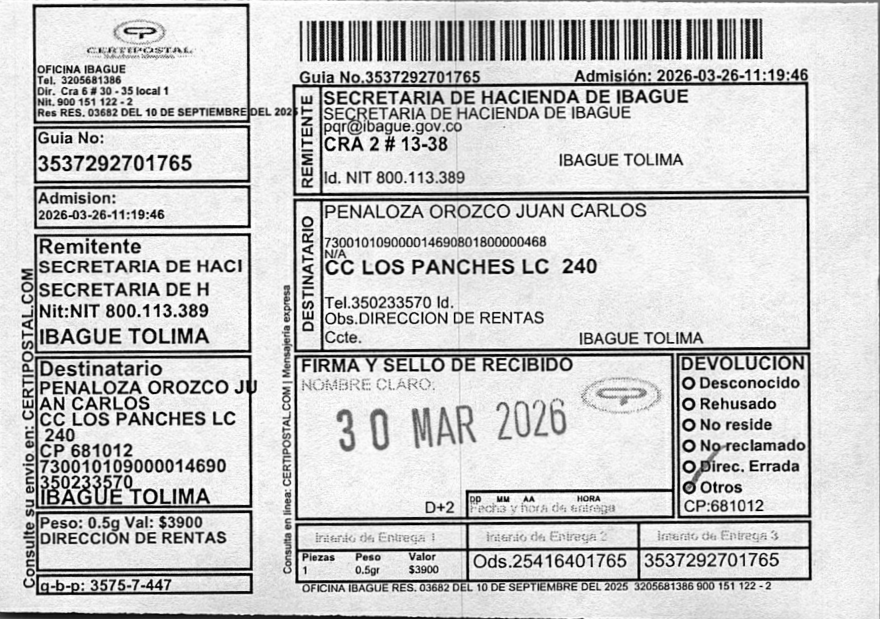 CERTIPOSTAL
OFICINA IBAGUE
Tel. 3205681386
Dir. Cra 6 # 30 - 35 local 1
Nit. 900 151 122 - 2
Res RES. 03682 DEL 10 DE SEPTIEMBRE DEL 2025
Guia No:
3537292701765
Admision:
2026-03-26-11:19:46
Remitente
SECRETARIA DE HACI
SECRETARIA DE H
Nit:NIT 800.113.389
IBAGUE TOLIMA
Destinatario
PENALOZA OROZCO JU
AN CARLOS
CC LOS PANCHES LC
240
CP 681012
730010109000014690
350233570
IBAGUE TOLIMA
Peso: 0.5g Val: $3900
DIRECCION DE RENTAS
q-b-p: 3575-7-447
Consulte su envio en: CERTIPOSTAL.COM
Guia No.3537292701765 Admisión: 2026-03-26-11:19:46
REMITENTE
SECRETARIA DE HACIENDA DE IBAGUE
SECRETARIA DE HACIENDA DE IBAGUE
pqr@ibague.gov.co
CRA 2 # 13-38
IBAGUE TOLIMA
Id. NIT 800.113.389
DESTINATARIO
PENALOZA OROZCO JUAN CARLOS
730010109000014690801800000468
N/A
CC LOS PANCHES LC 240
Tel.350233570 Id.
Obs.DIRECCION DE RENTAS
Ccte. IBAGUE TOLIMA
Consulta en linea: CERTIPOSTAL.COM | Mensajería expresa
FIRMA Y SELLO DE RECIBIDO
NOMBRE CLARO:
30 MAR 2026
D+2
DD MM AA HORA
Fecha y hora de entrega
DEVOLUCION
Desconocido
Rehusado
No reside
No reclamado
Direc. Errada
Otros
CP:681012
Intento de Entrega 1 Intento de Entrega 2 Intento de Entrega 3
Piezas Peso Valor
1 0.5gr $3900
Ods.25416401765 3537292701765
OFICINA IBAGUE RES. 03682 DEL 10 DE SEPTIEMBRE DEL 2025 3205681386 900 151 122 - 2